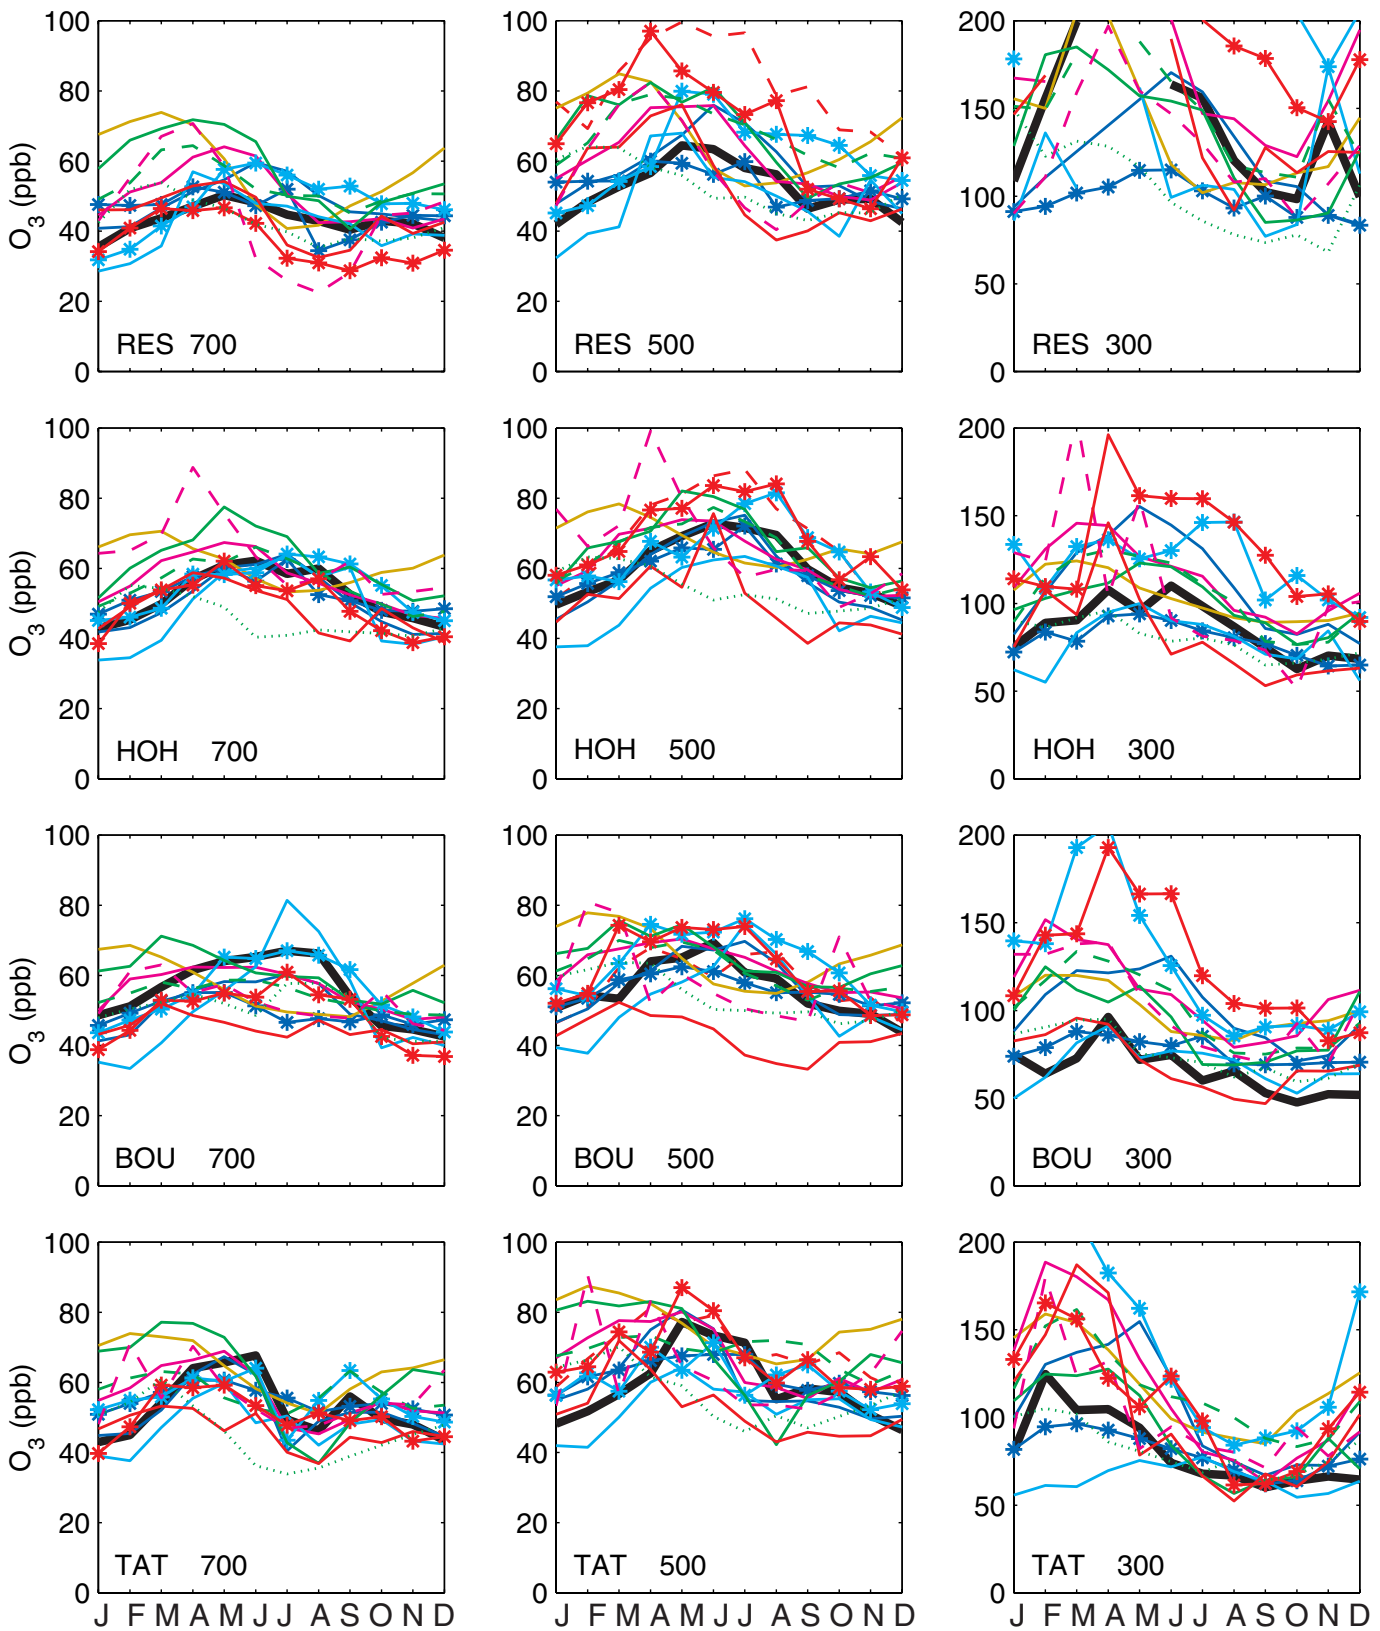 100 100 200
80 80 150
60 60 100
40 40 50
20 20
0 0 0
O3 (ppb)
RES 700 RES 500 RES 300
100 100 200
80 80 150
60 60 100
40 40 50
20 20
0 0 0
O3 (ppb)
HOH 700 HOH 500 HOH 300
100 100 200
80 80 150
60 60 100
40 40 50
20 20
0 0 0
O3 (ppb)
BOU 700 BOU 500 BOU 300
100 100 200
80 80 150
60 60 100
40 40 50
20 20
0 0 0
O3 (ppb)
TAT 700 TAT 500 TAT 300
J F M A M J J A S O N D J F M A M J J A S O N D J F M A M J J A S O N D